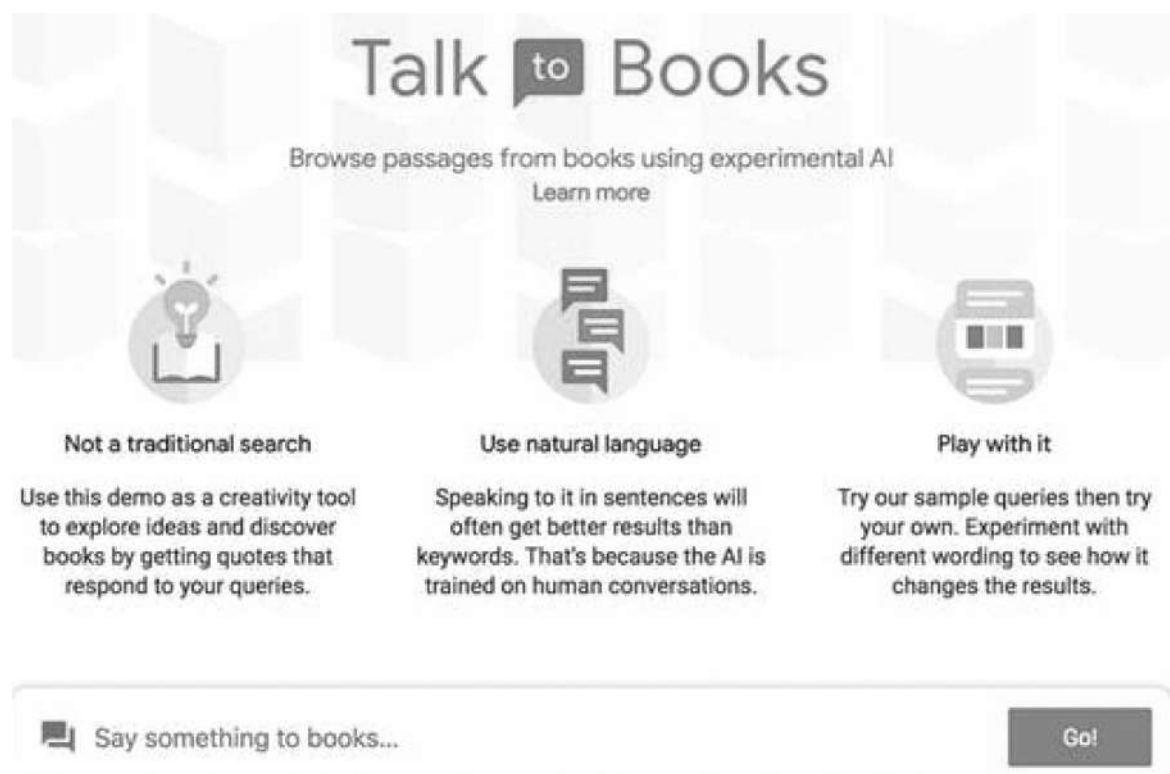 Talk to Books
Browse passages from books using experimental AI
Learn more
Not a traditional search
Use this demo as a creativity tool
to explore ideas and discover
books by getting quotes that
respond to your queries.
Use natural language
Speaking to it in sentences will
often get better results than
keywords. That's because the AI is
trained on human conversations.
Play with it
Try our sample queries then try
your own. Experiment with
different wording to see how it
changes the results.
Say something to books...
Go!